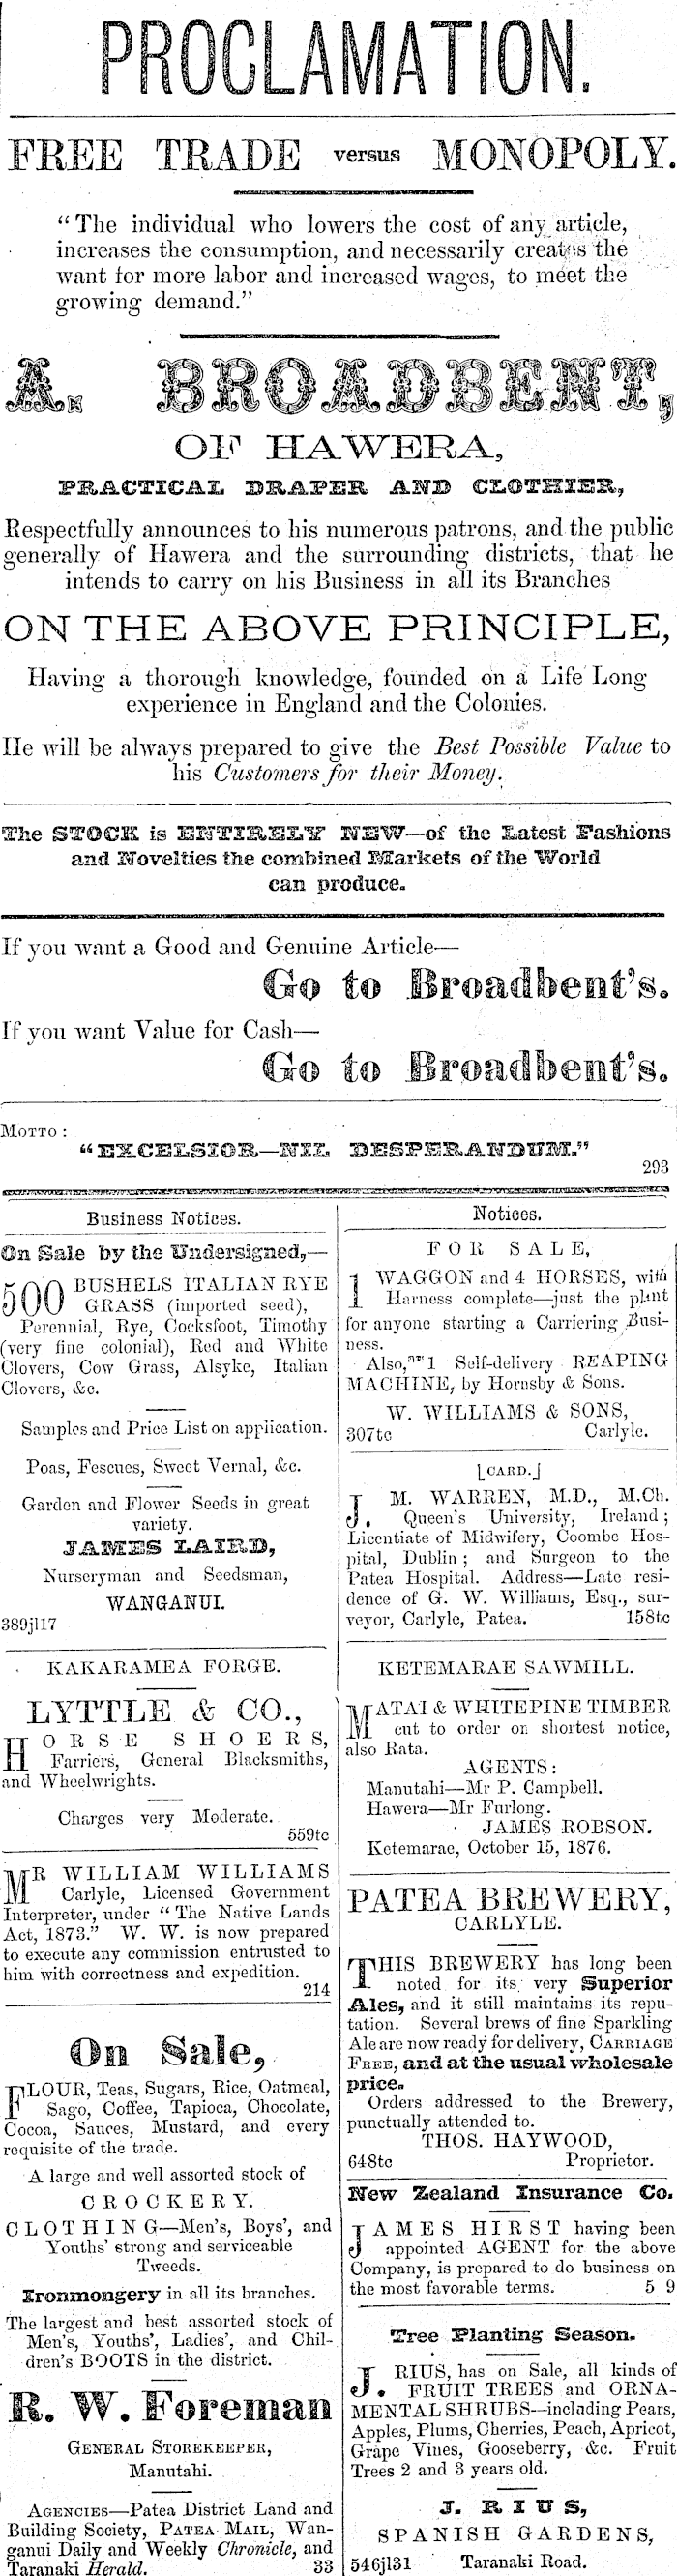 PROCLAMATION.
FREE TRADE versus MONOPOLY.
“The individual who lowers the cost of any article,
increases the consumption, and necessarily creates the
want for more labor and increased wages, to meet the
growing demand.”
A. BROADBENT,
OF HAWERA,
PRACTICAL DRAPER AND CLOTHIER,
Respectfully announces to his numerous patrons, and the public
generally of Hawera and the surrounding districts, that he
intends to carry on his Business in all its Branches
ON THE ABOVE PRINCIPLE,
Having a thorough knowledge, founded on a Life Long
experience in England and the Colonies.
He will be always prepared to give the Best Possible Value to
his Customers for their Money.
The STOCK is ENTIRELY NEW—of the Latest Fashions
and Novelties the combined Markets of the World
can produce.
If you want a Good and Genuine Article—
Go to Broadbent's.
If you want Value for Cash—
Go to Broadbent's.
MOTTO:
“EXCELSIOR—NIL DESPERANDUM.”
293
Business Notices.
On Sale by the Undersigned,—
500 BUSHELS ITALIAN RYE
GRASS (imported seed),
Perennial, Rye, Cocksfoot, Timothy
(very fine colonial), Red and White
Clovers, Cow Grass, Alsyke, Italian
Clovers, &c.
Samples and Price List on application.
Poas, Fescues, Sweet Vernal, &c.
Garden and Flower Seeds in great
variety.
JAMES LAIRD,
Nurseryman and Seedsman,
WANGANUI.
389jl17
KAKARAMEA FORGE.
LYTTLE & CO.,
HORSE SHOERS,
Farriers, General Blacksmiths,
and Wheelwrights.
Charges very Moderate.
559tc
MR WILLIAM WILLIAMS
Carlyle, Licensed Government
Interpreter, under “The Native Lands
Act, 1873.” W. W. is now prepared
to execute any commission entrusted to
him with correctness and expedition.
214
On Sale,
FLOUR, Teas, Sugars, Rice, Oatmeal,
Sago, Coffee, Tapioca, Chocolate,
Cocoa, Sauces, Mustard, and every
requisite of the trade.
A large and well assorted stock of
CROCKERY.
CLOTHING—Men's, Boys', and
Youths' strong and serviceable
Tweeds.
Ironmongery in all its branches.
The largest and best assorted stock of
Men's, Youths', Ladies', and Chil-
dren's BOOTS in the district.
R. W. Foreman
GENERAL STOREKEEPER,
Manutahi.
AGENCIES—Patea District Land and
Building Society, PATEA MAIL, Wan-
ganui Daily and Weekly Chronicle, and
Taranaki Herald. 33
Notices.
FOR SALE,
1 WAGGON and 4 HORSES, with
Harness complete—just the plant
for anyone starting a Carriering Busi-
ness.
Also, 1 Self-delivery REAPING
MACHINE, by Hornsby & Sons.
W. WILLIAMS & SONS,
307tc Carlyle.
[CARD.]
J. M. WARREN, M.D., M.Ch.
Queen's University, Ireland;
Licentiate of Midwifery, Coombe Hos-
pital, Dublin; and Surgeon to the
Patea Hospital. Address—Late resi-
dence of G. W. Williams, Esq., sur-
veyor, Carlyle, Patea. 158tc
KETEMARAE SAWMILL.
MATAI & WHITEPINE TIMBER
cut to order on shortest notice,
also Rata.
AGENTS:
Manutahi—Mr P. Campbell.
Hawera—Mr Furlong.
JAMES ROBSON.
Ketemarae, October 15, 1876.
PATEA BREWERY,
CARLYLE.
THIS BREWERY has long been
noted for its very Superior
Ales, and it still maintains its repu-
tation. Several brews of fine Sparkling
Ale are now ready for delivery, CARRIAGE
FREE, and at the usual wholesale
price.
Orders addressed to the Brewery,
punctually attended to.
THOS. HAYWOOD,
648tc Proprietor.
New Zealand Insurance Co.
JAMES HIRST having been
appointed AGENT for the above
Company, is prepared to do business on
the most favorable terms. 5 9
Tree Planting Season.
J. RIUS, has on Sale, all kinds of
FRUIT TREES and ORNA-
MENTAL SHRUBS—including Pears,
Apples, Plums, Cherries, Peach, Apricot,
Grape Vines, Gooseberry, &c. Fruit
Trees 2 and 3 years old.
J. RIUS,
SPANISH GARDENS,
546jl31 Taranaki Road.